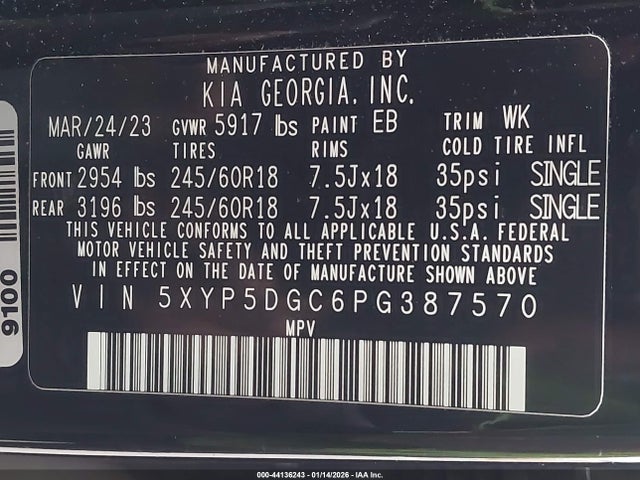 MANUFACTURED BY
KIA GEORGIA, INC.
MAR/24/23 GVWR 5917 lbs PAINT EB TRIM WK
GAWR TIRES RIMS COLD TIRE INFL
FRONT 2954 lbs 245/60R18 7.5Jx18 35psi SINGLE
REAR 3196 lbs 245/60R18 7.5Jx18 35psi SINGLE
THIS VEHICLE CONFORMS TO ALL APPLICABLE U.S.A. FEDERAL
MOTOR VEHICLE SAFETY AND THEFT PREVENTION STANDARDS
IN EFFECT ON THE DATE OF MANUFACTURE SHOWN ABOVE
VIN 5XYP5DGC6PG387570
MPV
9100
000-44136243 - 01/14/2026 - IAA Inc.